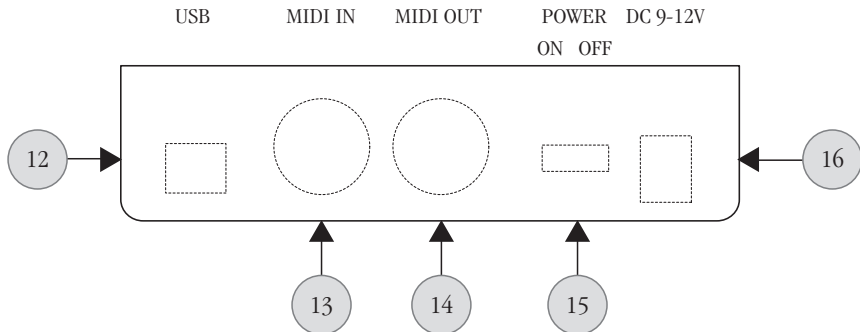 USB MIDI IN MIDI OUT POWER DC 9-12V
ON OFF
12
16
13 14 15